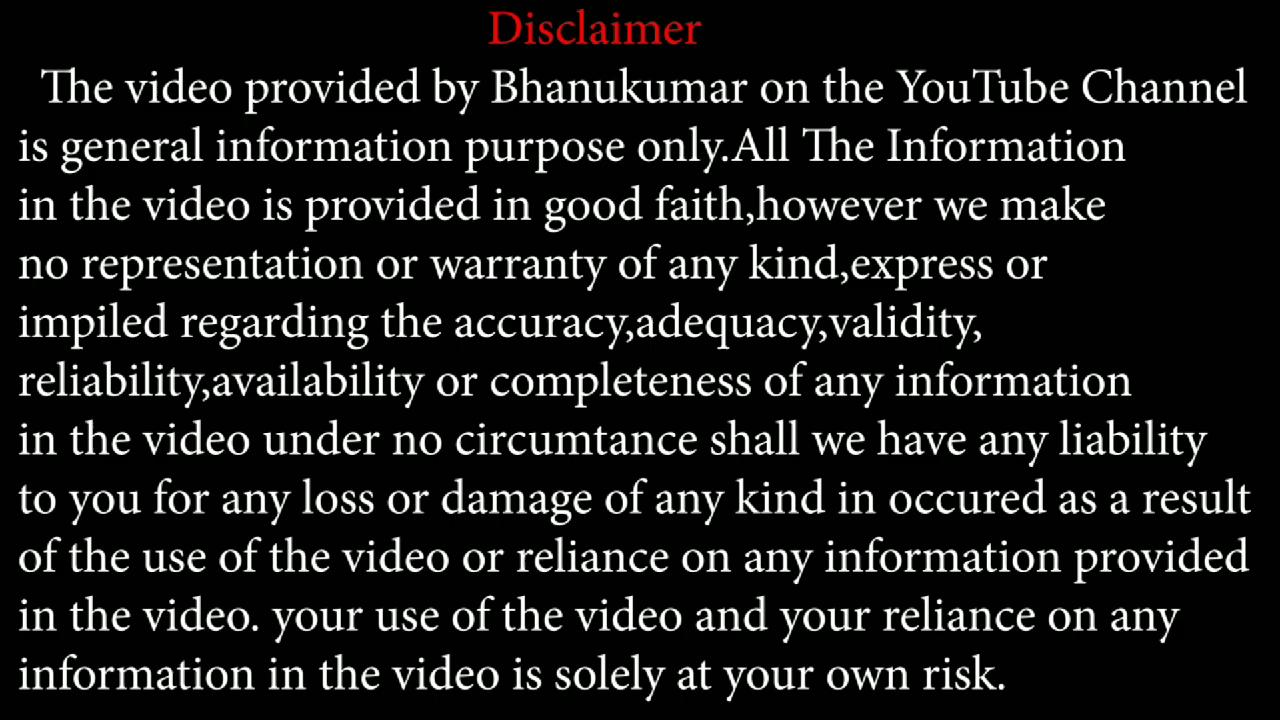 Disclaimer
The video provided by Bhanukumar on the YouTube Channel
is general information purpose only.All The Information
in the video is provided in good faith,however we make
no representation or warranty of any kind,express or
impiled regarding the accuracy,adequacy,validity,
reliability,availability or completeness of any information
in the video under no circumtance shall we have any liability
to you for any loss or damage of any kind in occured as a result
of the use of the video or reliance on any information provided
in the video. your use of the video and your reliance on any
information in the video is solely at your own risk.